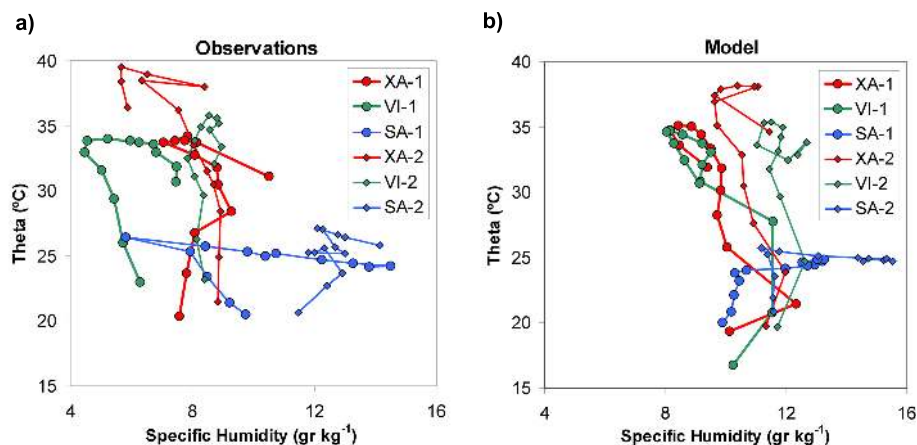 a)
Observations
40
35
30
25
20
15
Theta (ºC)
4 8 12 16
Specific Humidity (gr kg⁻¹)
XA-1
VI-1
SA-1
XA-2
VI-2
SA-2
b)
Model
40
35
30
25
20
15
Theta (ºC)
4 8 12 16
Specific Humidity (gr kg⁻¹)
XA-1
VI-1
SA-1
XA-2
VI-2
SA-2